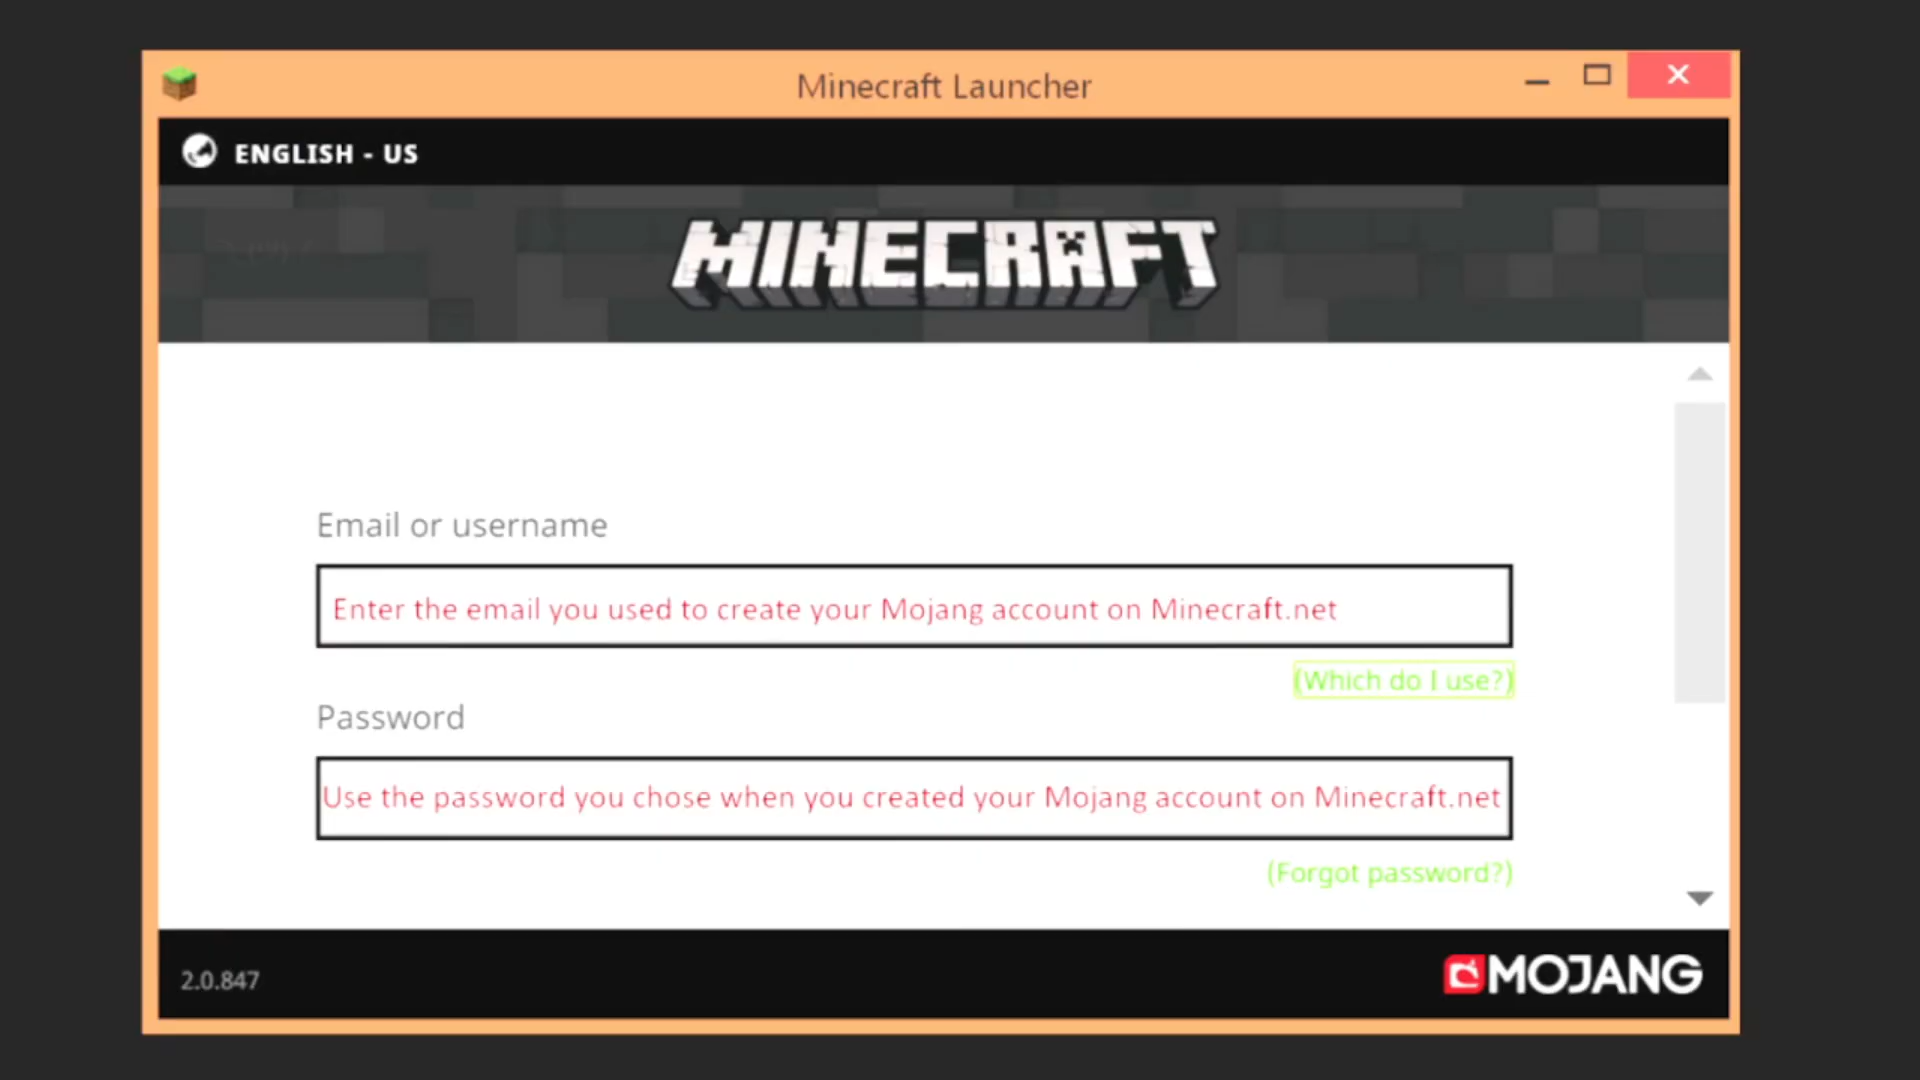 Minecraft Launcher
ENGLISH - US
MINECRAFT
Email or username
Enter the email you used to create your Mojang account on Minecraft.net
(Which do I use?)
Password
Use the password you chose when you created your Mojang account on Minecraft.net
(Forgot password?)
2.0.847
MOJANG